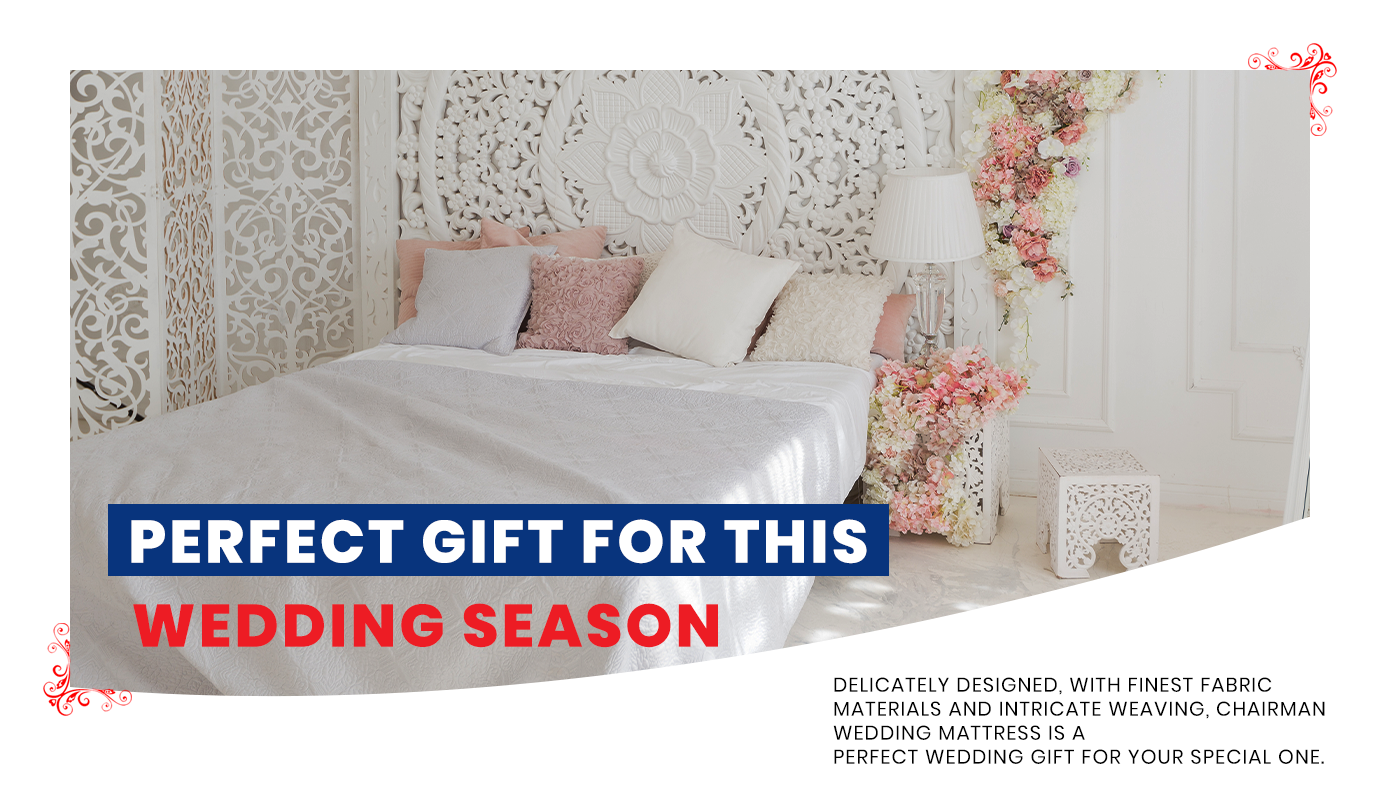 PERFECT GIFT FOR THIS
WEDDING SEASON
DELICATELY DESIGNED, WITH FINEST FABRIC
MATERIALS AND INTRICATE WEAVING, CHAIRMAN
WEDDING MATTRESS IS A
PERFECT WEDDING GIFT FOR YOUR SPECIAL ONE.